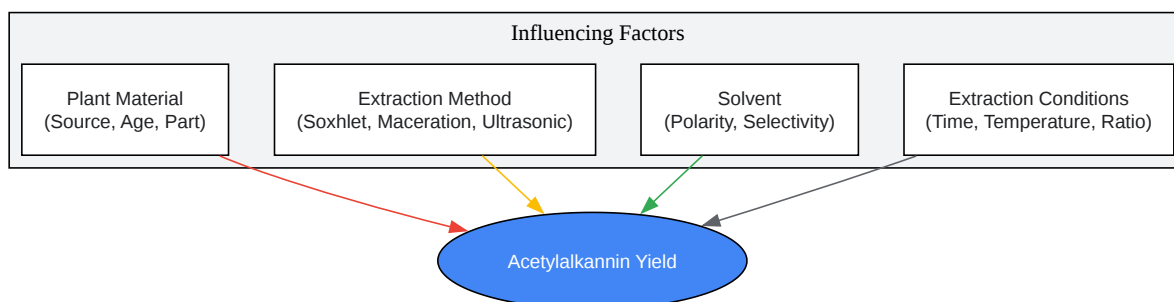 Influencing Factors
Plant Material
(Source, Age, Part)
Extraction Method
(Soxhlet, Maceration, Ultrasonic)
Solvent
(Polarity, Selectivity)
Extraction Conditions
(Time, Temperature, Ratio)
Acetylalkannin Yield